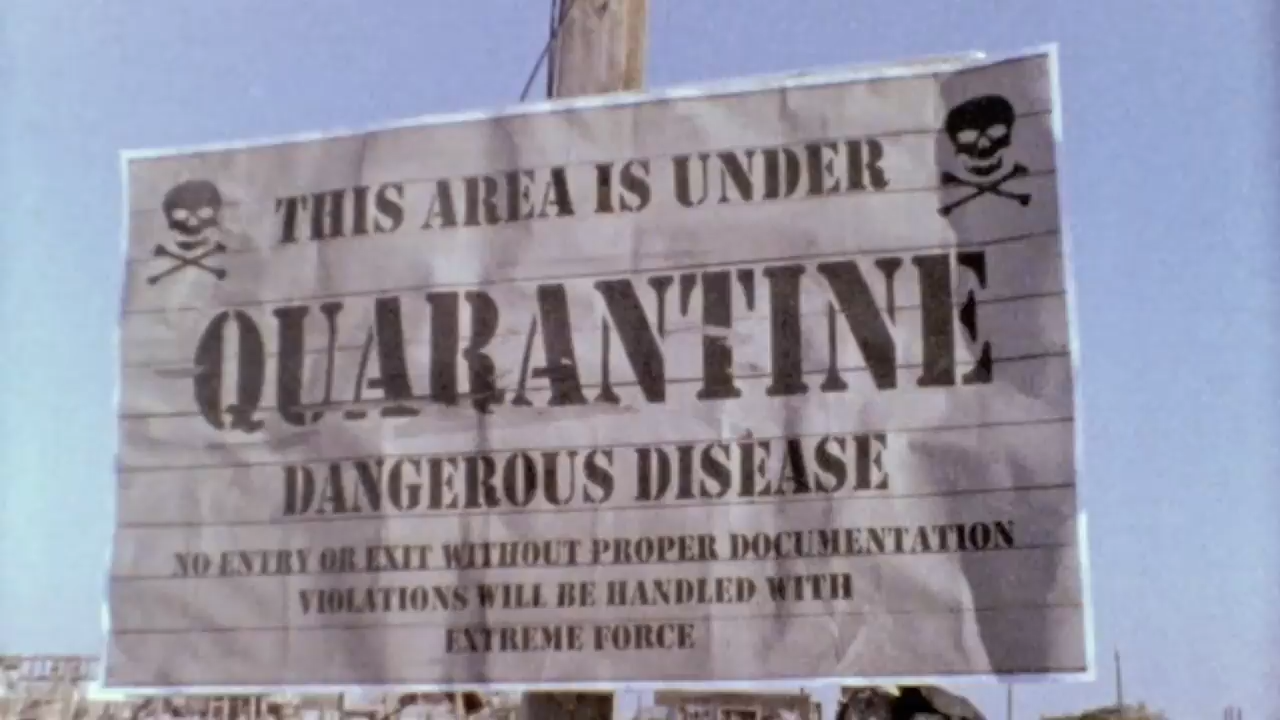 THIS AREA IS UNDER
QUARANTINE
DANGEROUS DISEASE
NO ENTRY OR EXIT WITHOUT PROPER DOCUMENTATION
VIOLATIONS WILL BE HANDLED WITH
EXTREME FORCE